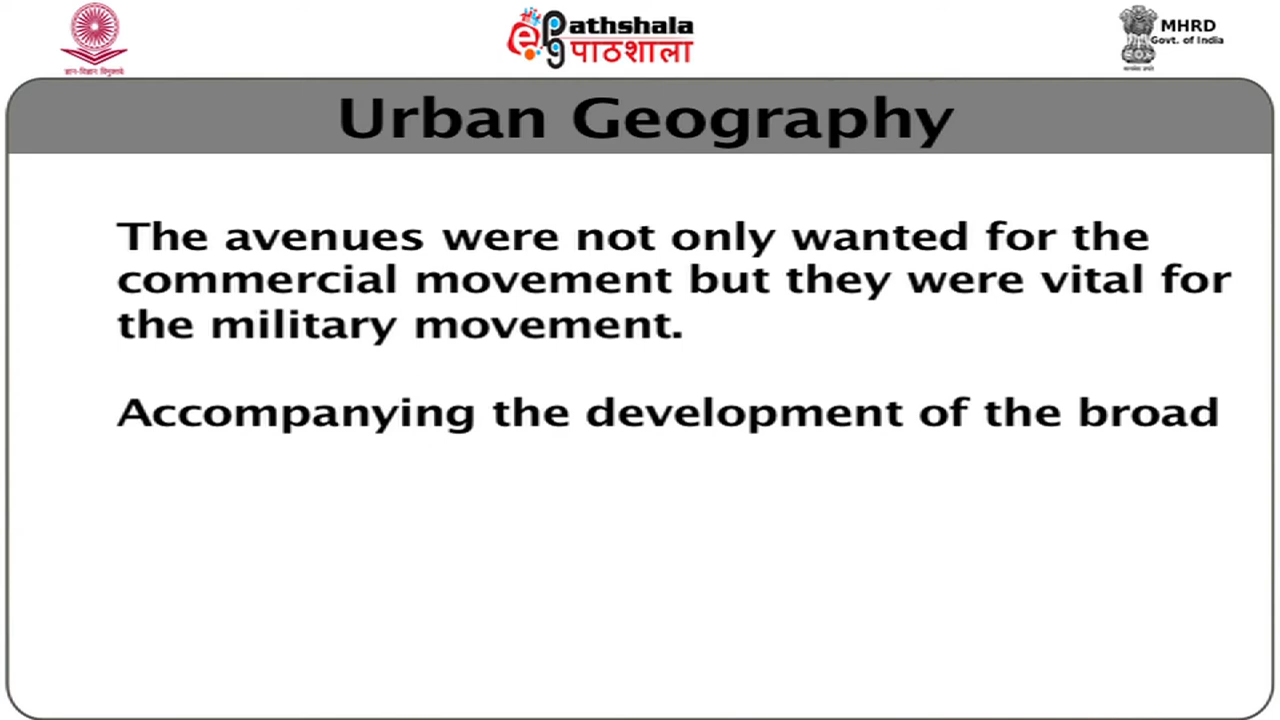 ePg Pathshala
पाठशाला
MHRD
Govt. of India
Urban Geography
The avenues were not only wanted for the
commercial movement but they were vital for
the military movement.
Accompanying the development of the broad